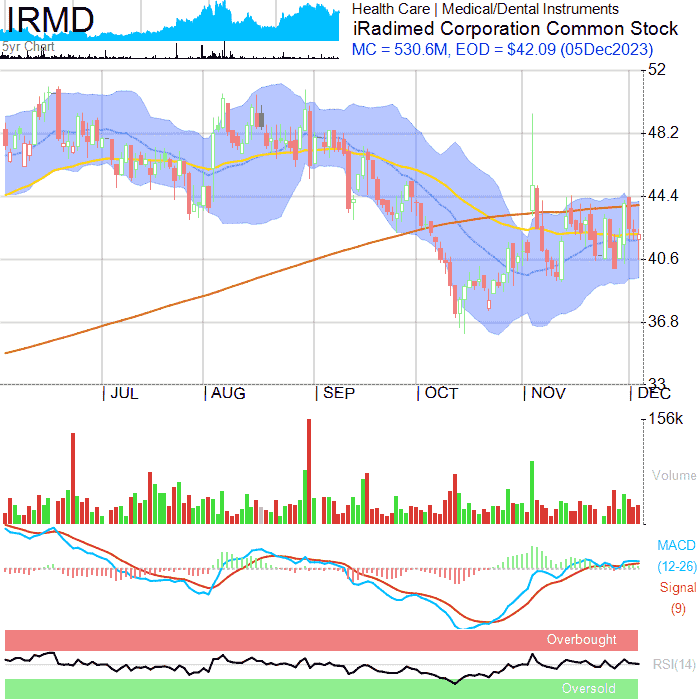 IRMD
Health Care | Medical/Dental Instruments
iRadimed Corporation Common Stock
MC = 530.6M, EOD = $42.09 (05Dec2023)
5yr Chart
52
48.2
44.4
40.6
36.8
33
JUL
AUG
SEP
OCT
NOV
DEC
156k
Volume
MACD
(12-26)
Signal
(9)
Overbought
RSI(14)
Oversold